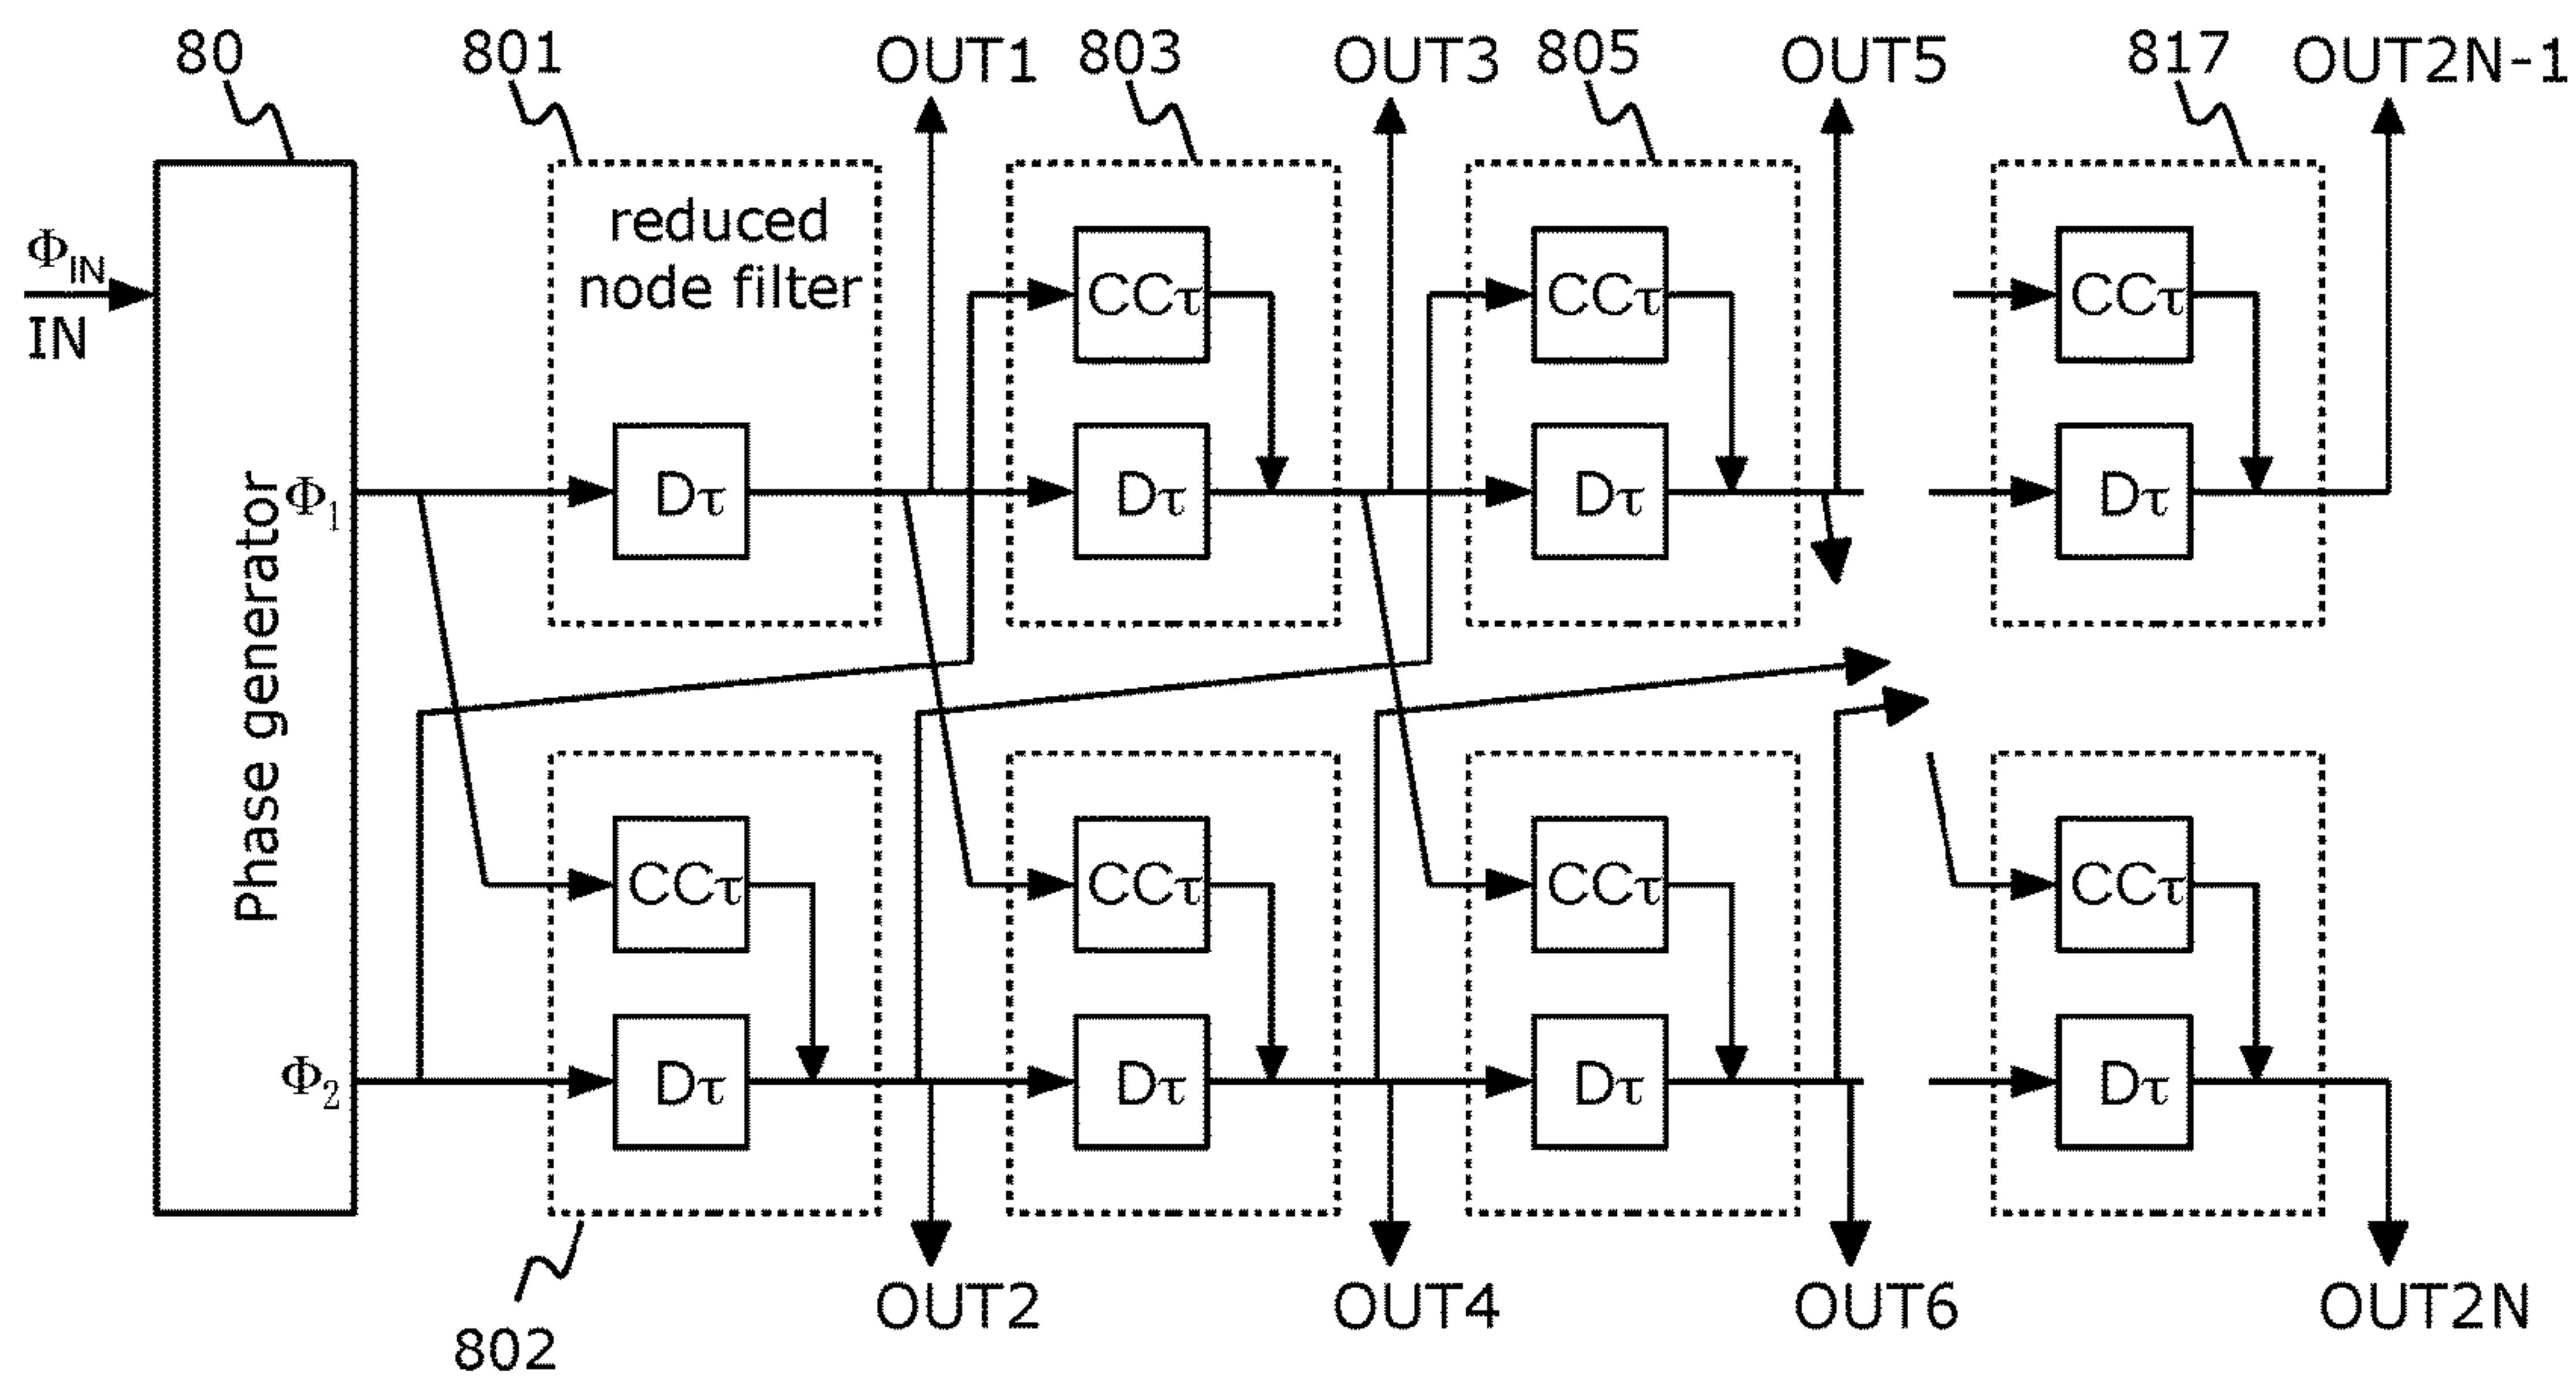 80
801
OUT1
803
OUT3
805
OUT5
817
OUT2N-1
Φ_IN
IN
Phase generator
Φ₁
Φ₂
reduced
node filter
CCτ
CCτ
CCτ
Dτ
Dτ
Dτ
Dτ
CCτ
CCτ
CCτ
CCτ
Dτ
Dτ
Dτ
Dτ
802
OUT2
OUT4
OUT6
OUT2N